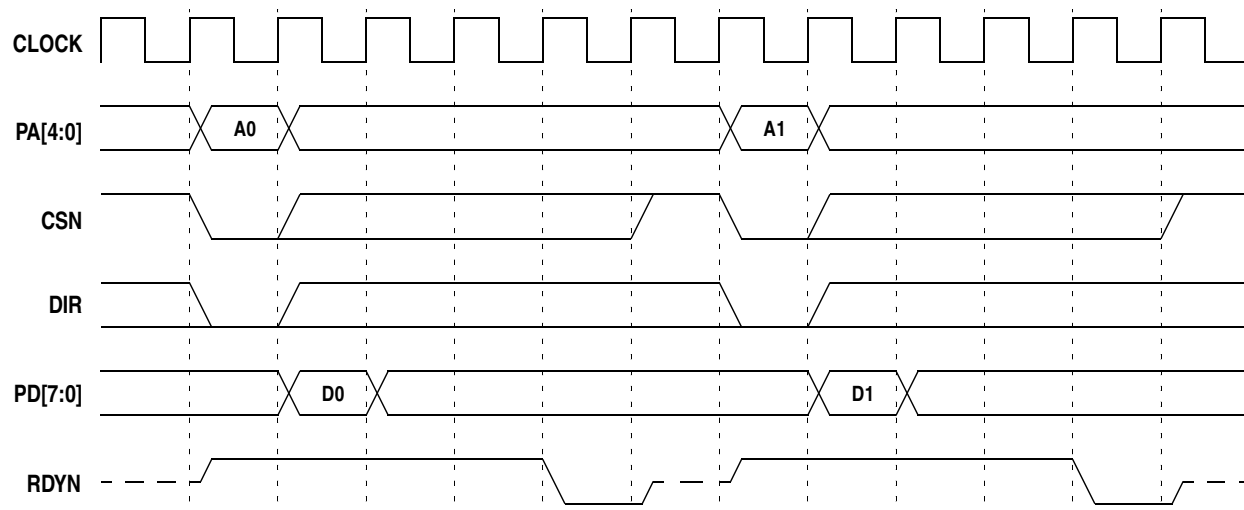 CLOCK
PA[4:0] A0 A1
CSN
DIR
PD[7:0] D0 D1
RDYN